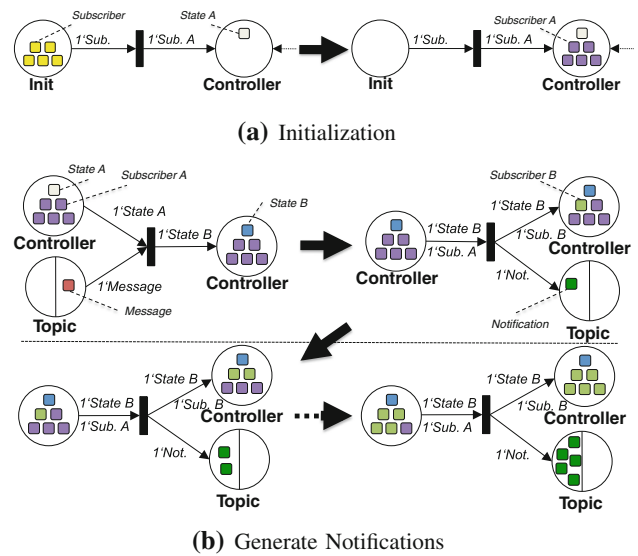 Subscriber
State A
Subscriber A
1‘Sub.
1‘Sub. A
1‘Sub.
1‘Sub. A
Init
Controller
Init
Controller
(a) Initialization
State A
Subscriber A
State B
Subscriber B
1‘State A
1‘State B
1‘State B
1‘State B
1‘Sub. A
1‘Sub. B
Controller
Controller
Controller
Controller
1‘Message
1‘Not.
Message
Notification
Topic
Topic
1‘State B
1‘State B
1‘Sub. A
1‘Sub. B
Controller
1‘Not.
Topic
1‘State B
1‘State B
1‘Sub. A
1‘Sub. B
Controller
1‘Not.
Topic
(b) Generate Notifications